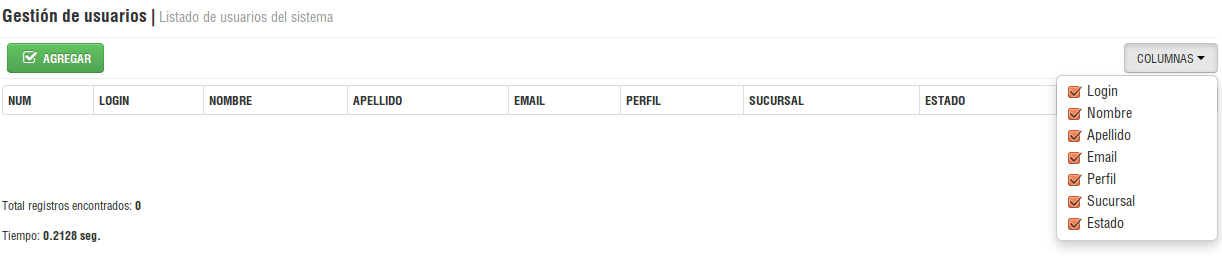 Gestión de usuarios | Listado de usuarios del sistema
AGREGAR
COLUMNAS
NUM LOGIN NOMBRE APELLIDO EMAIL PERFIL SUCURSAL ESTADO
Login
Nombre
Apellido
Email
Perfil
Sucursal
Estado
Total registros encontrados: 0
Tiempo: 0.2128 seg.